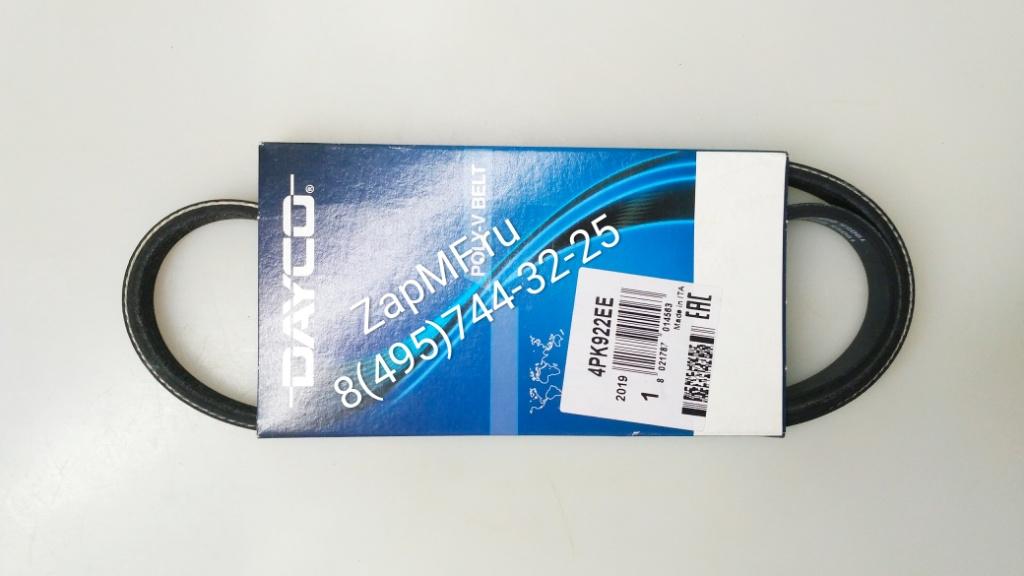 DAYCO®
POLY-V BELT
ZapMF.ru
8(495)744-32-25
4PK922EE
2019
1
8 021787 014563
Made in ITA
EAC